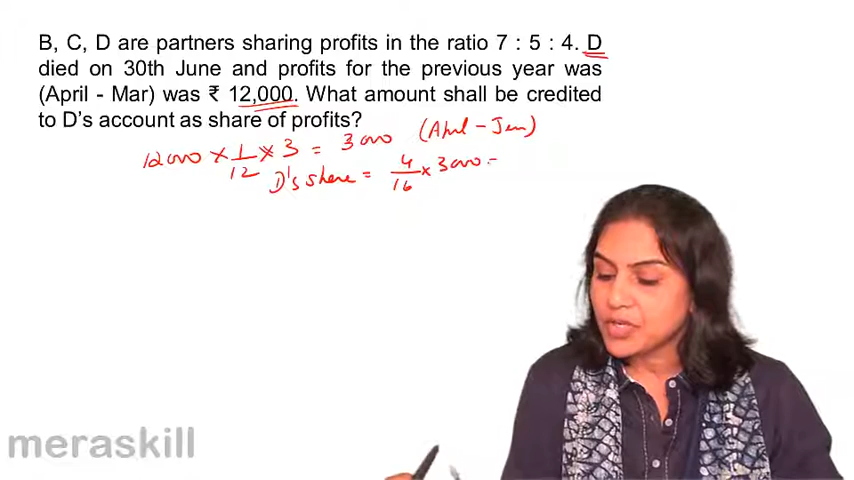 B, C, D are partners sharing profits in the ratio 7 : 5 : 4. D
died on 30th June and profits for the previous year was
(April - Mar) was ₹ 12,000. What amount shall be credited
to D's account as share of profits?
12000 × 1/12 × 3 = 3000 (April - Jun)
D's share = 4/16 × 3000 =
meraskill